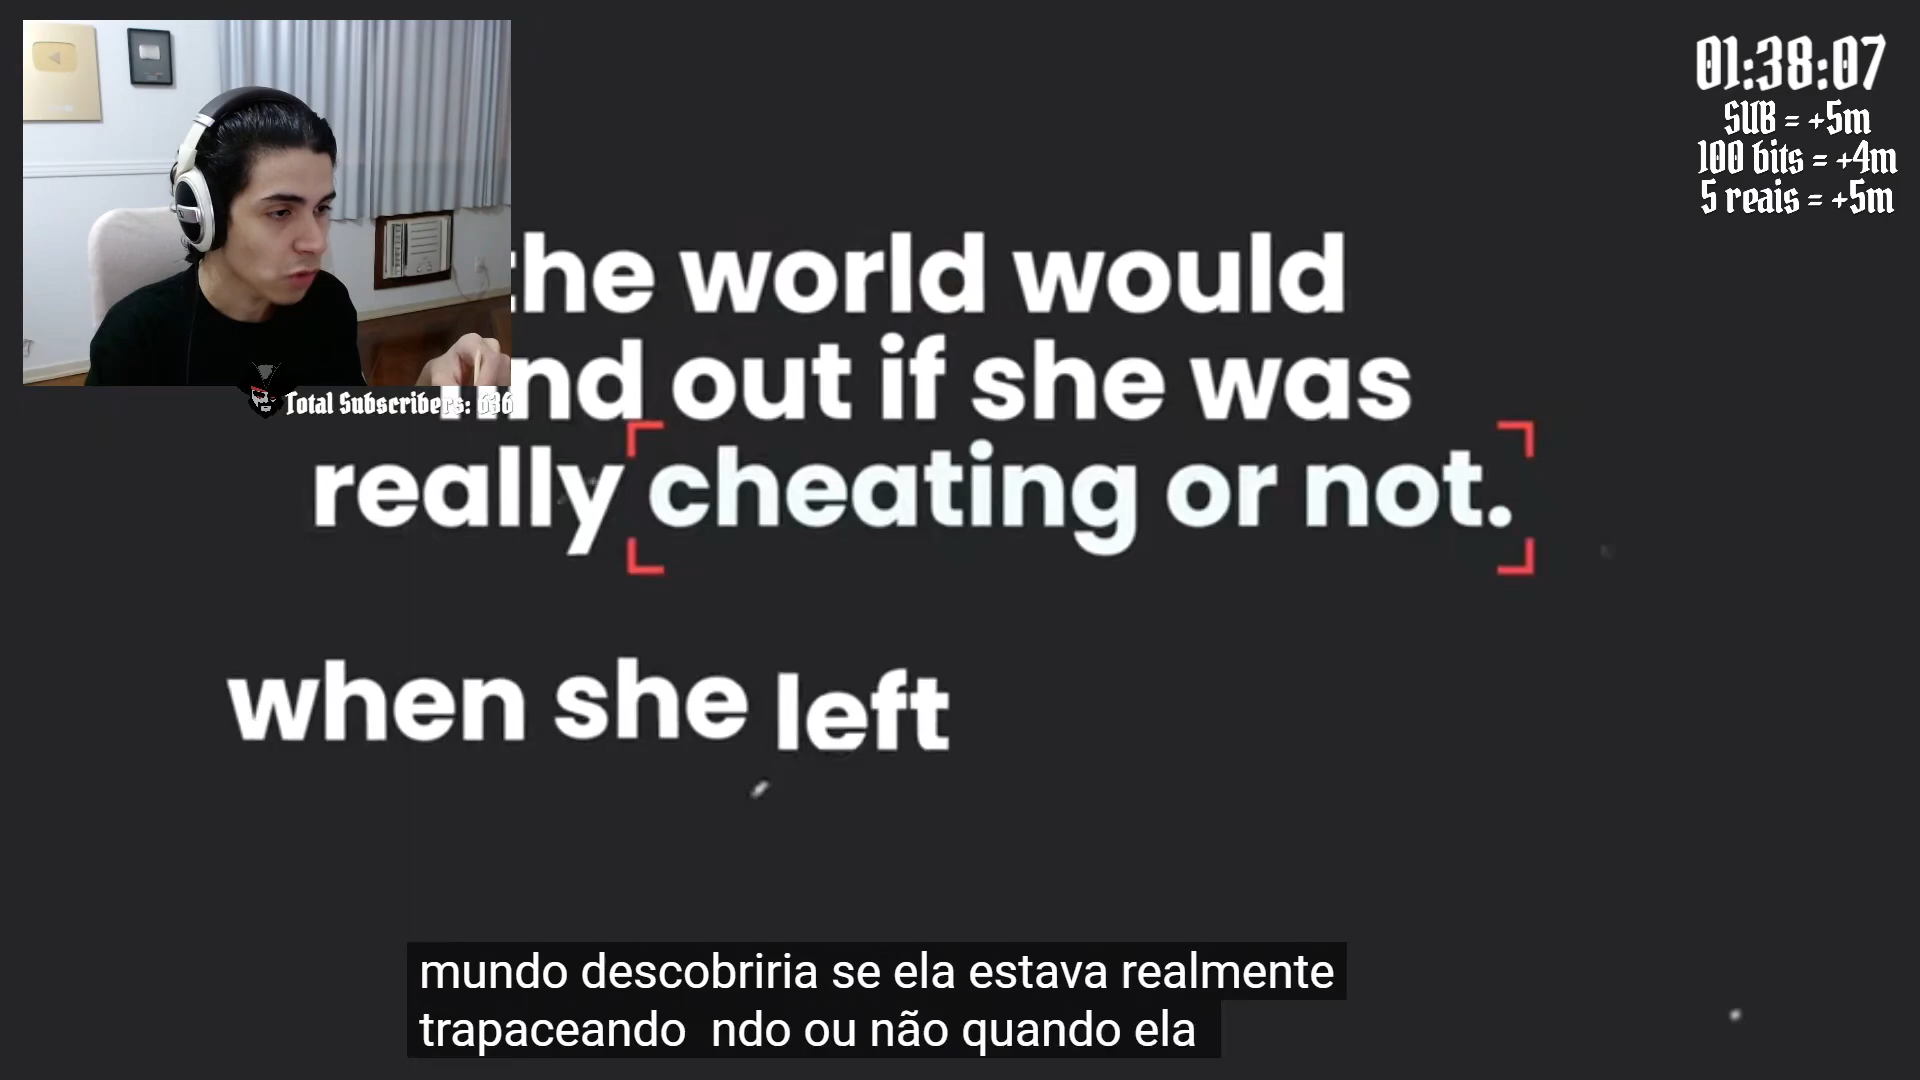 01:38:07
SUB = +5m
100 bits = +4m
5 reais = +5m
the world would
out if she was
really cheating or not.
when she left
Total Subscribers: 636
mundo descobriria se ela estava realmente
trapaceando ndo ou não quando ela